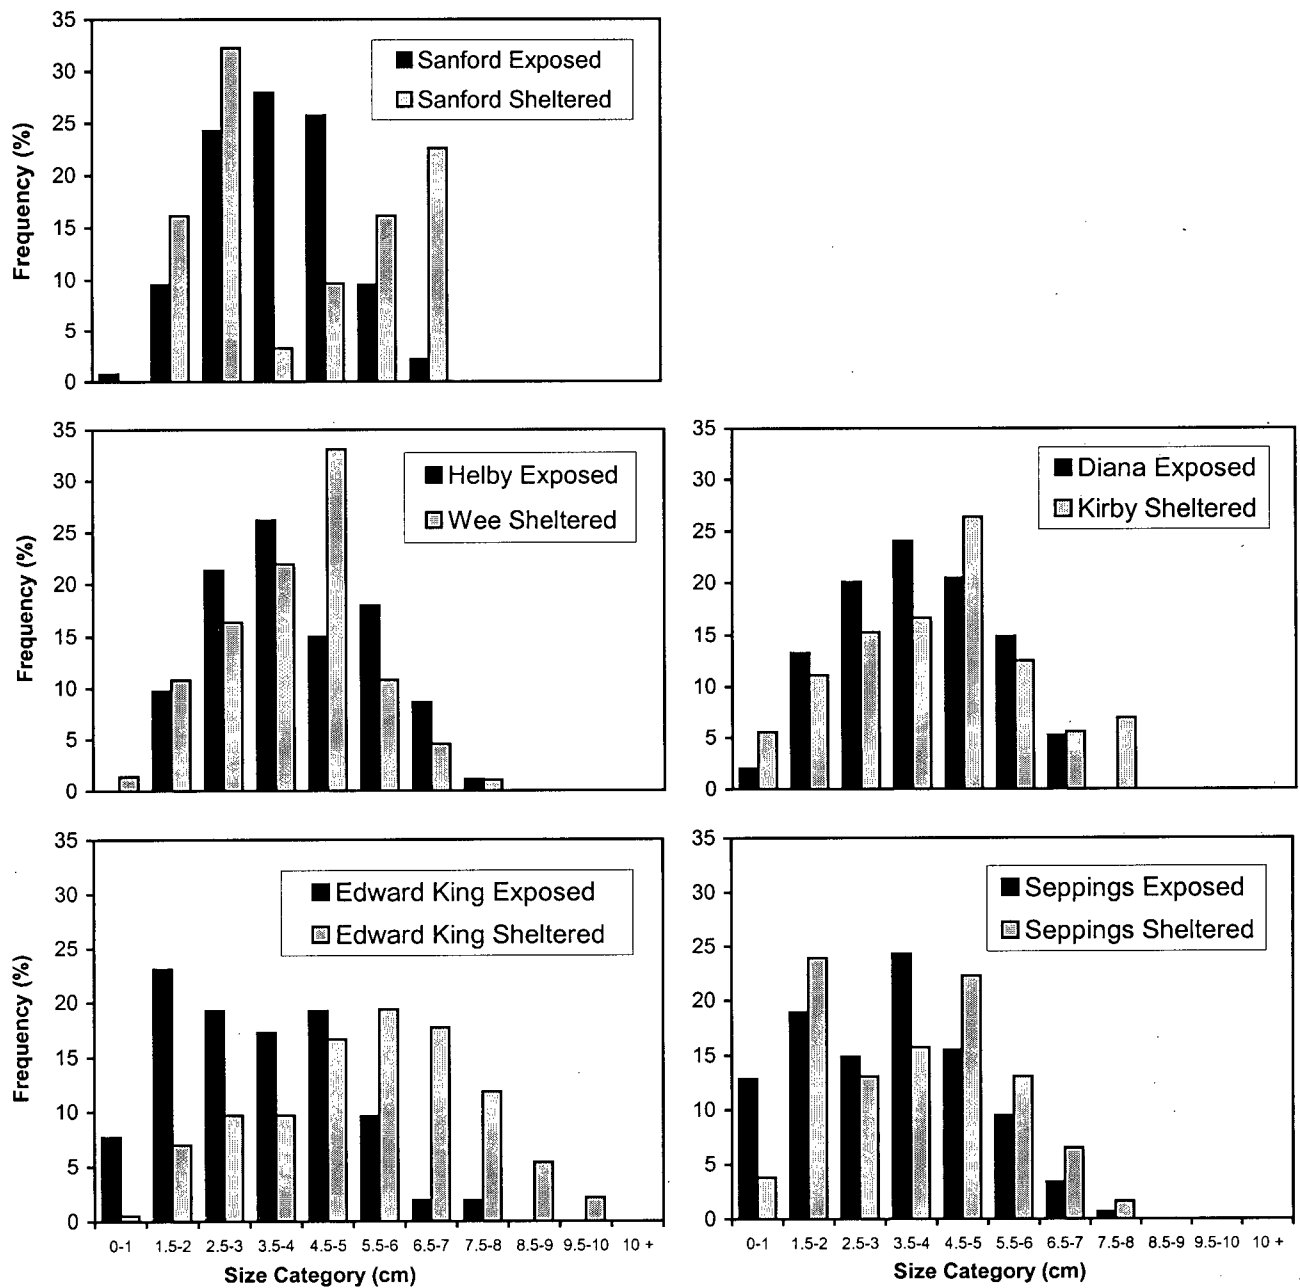 35
30
25
20
15
10
5
0
Frequency (%)
Sanford Exposed
Sanford Sheltered
35
30
25
20
15
10
5
0
Frequency (%)
Helby Exposed
Wee Sheltered
35
30
25
20
15
10
5
0
Frequency (%)
Diana Exposed
Kirby Sheltered
35
30
25
20
15
10
5
0
Frequency (%)
Edward King Exposed
Edward King Sheltered
0-1 1.5-2 2.5-3 3.5-4 4.5-5 5.5-6 6.5-7 7.5-8 8.5-9 9.5-10 10 +
Size Category (cm)
35
30
25
20
15
10
5
0
Frequency (%)
Seppings Exposed
Seppings Sheltered
0-1 1.5-2 2.5-3 3.5-4 4.5-5 5.5-6 6.5-7 7.5-8 8.5-9 9.5-10 10 +
Size Category (cm)